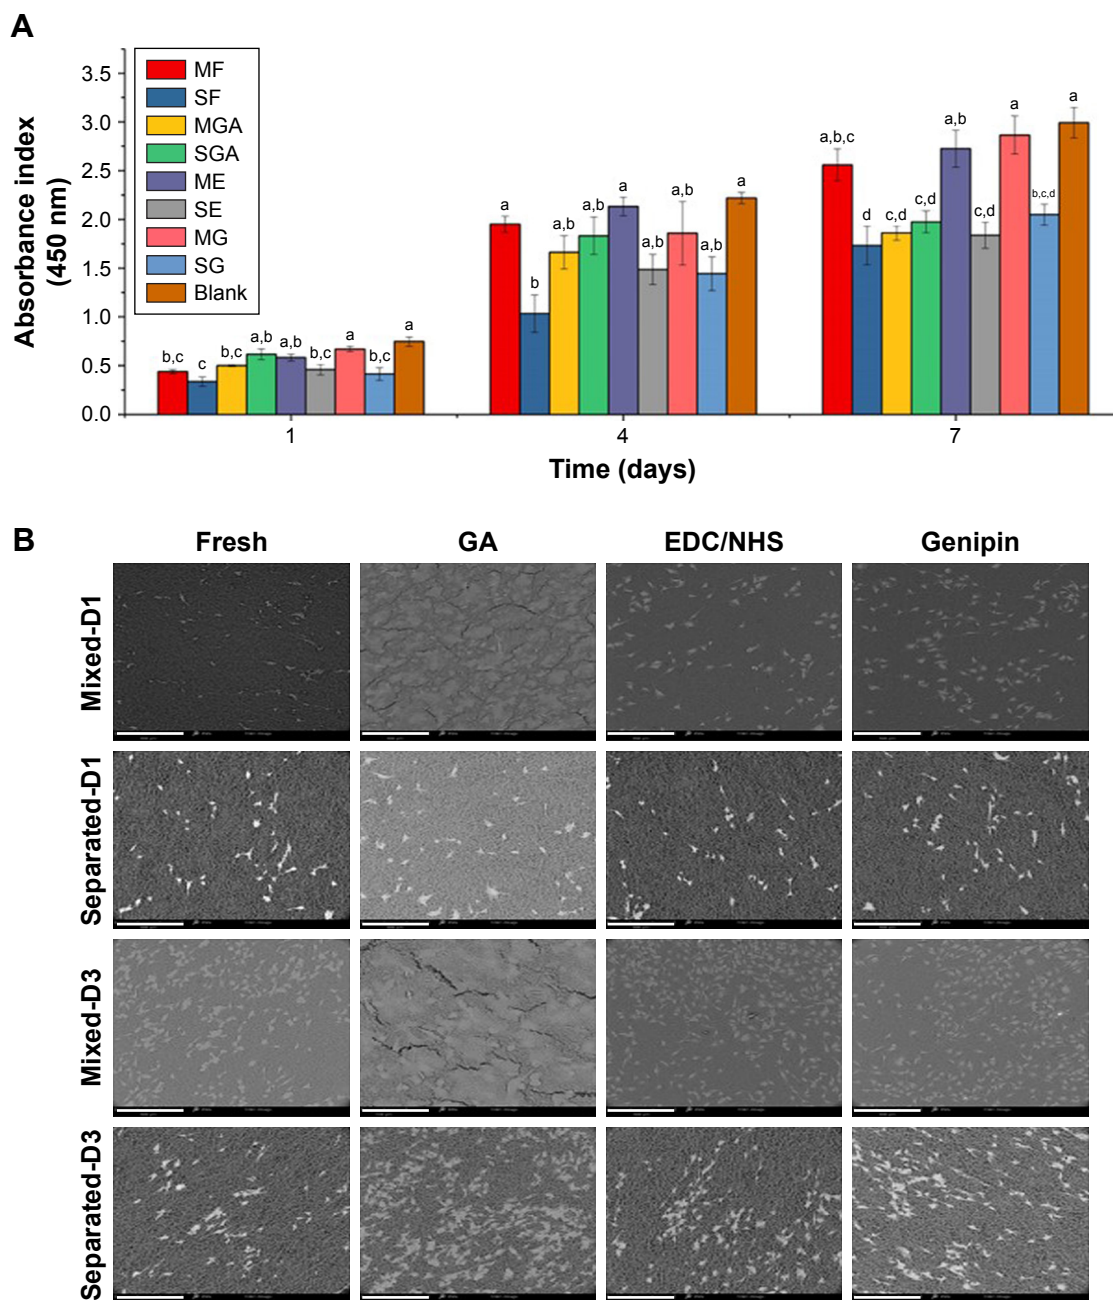 A
Absorbance index
(450 nm)
3.5
3.0
2.5
2.0
1.5
1.0
0.5
0.0
MF
SF
MGA
SGA
ME
SE
MG
SG
Blank
b,c c b,c a,b a,b b,c a b,c a
a b a,b a,b a a,b a,b a,b a
a,b,c d c,d c,d a,b c,d a b,c,d a
1 4 7
Time (days)
B
Fresh GA EDC/NHS Genipin
Mixed-D1
Separated-D1
Mixed-D3
Separated-D3